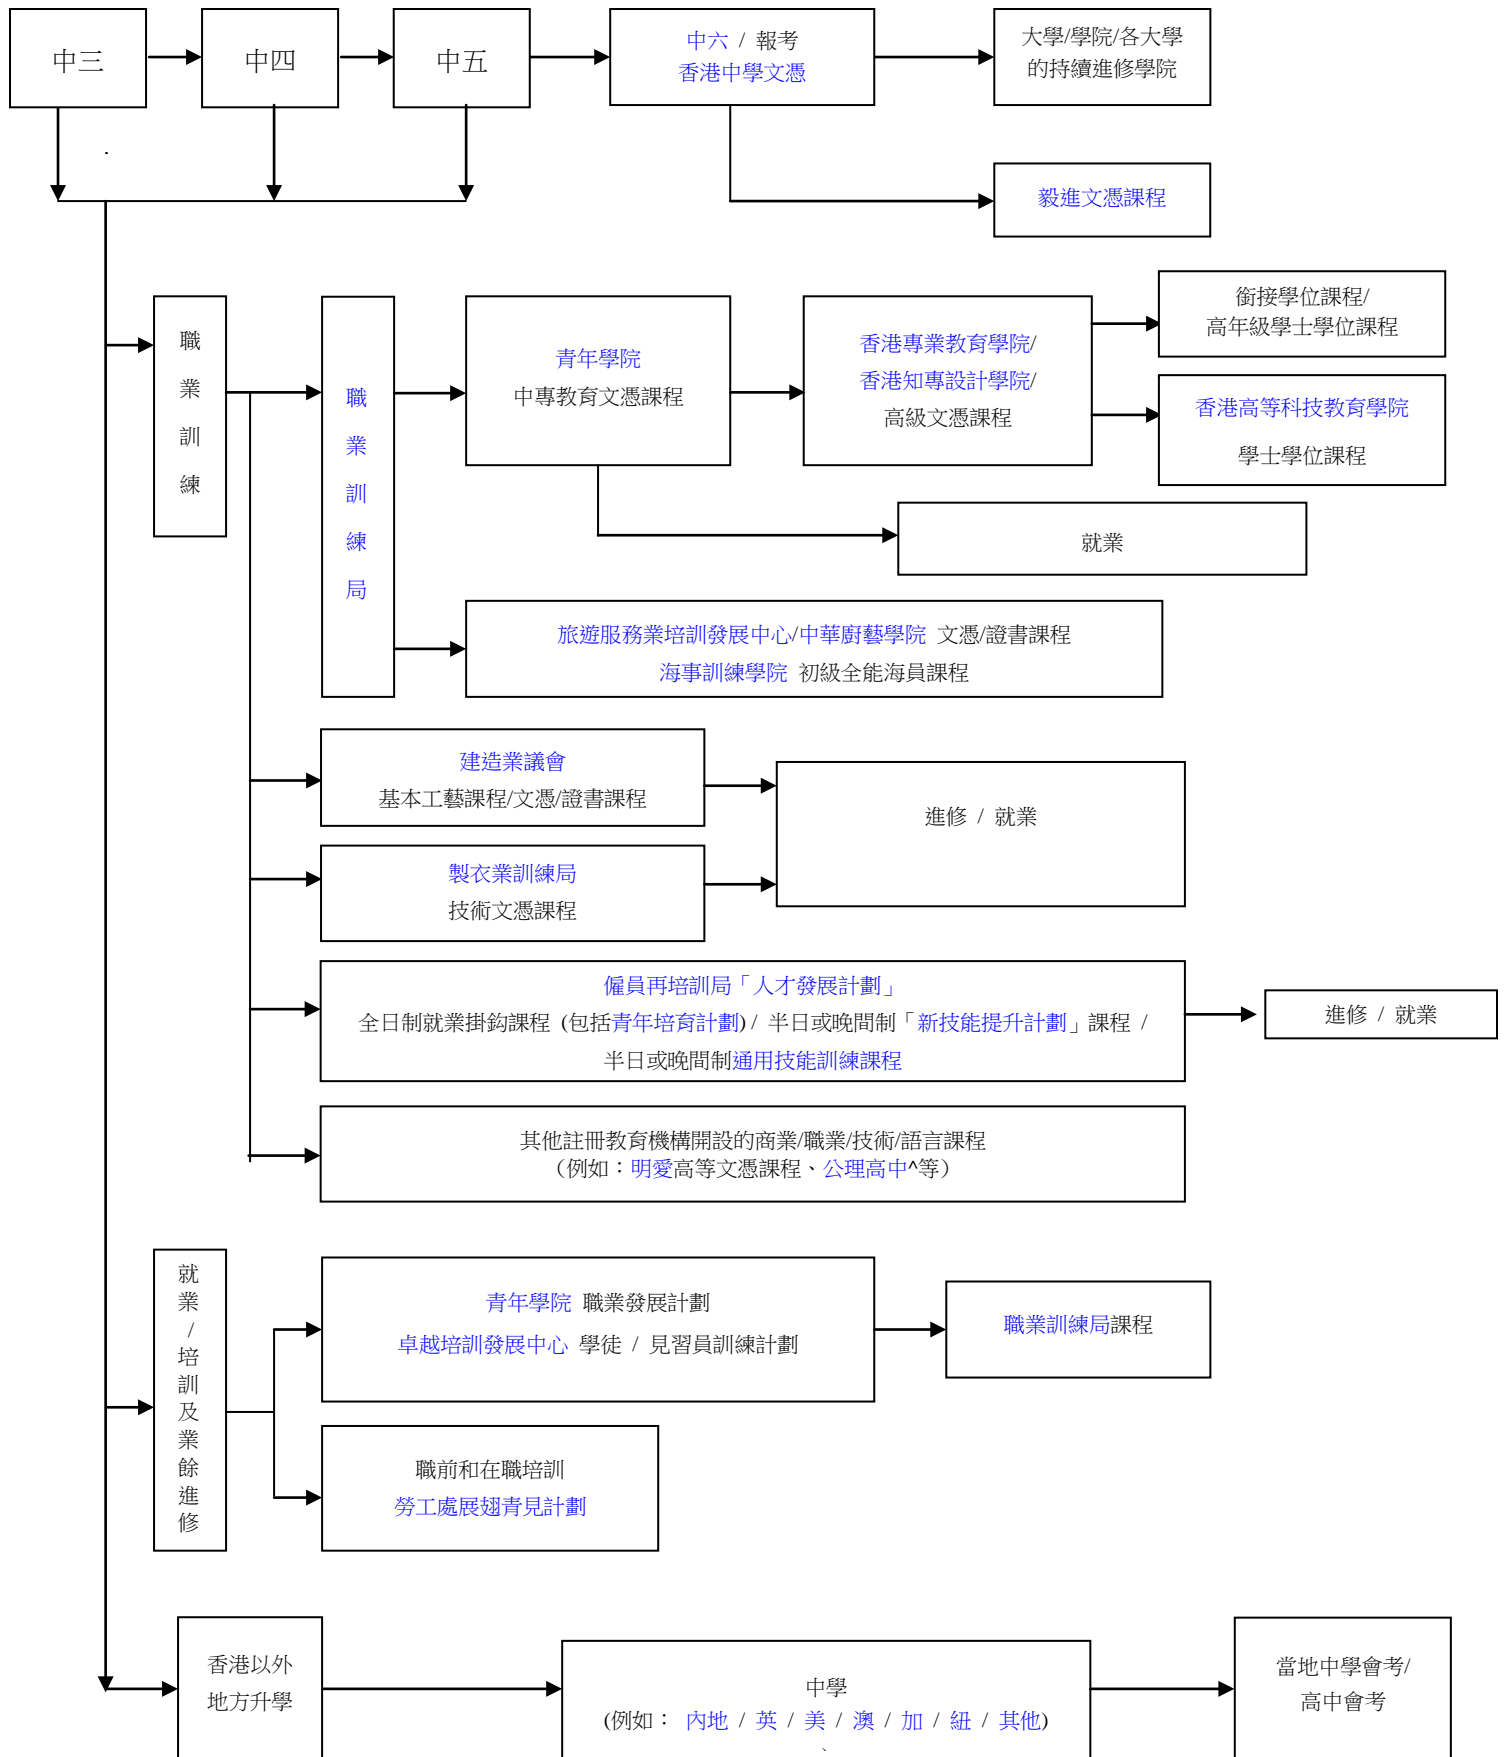 中三
中四
中五
中六 / 報考
香港中學文憑
大學/學院/各大學
的持續進修學院
毅進文憑課程
職
業
訓
練
職
業
訓
練
局
青年學院
中專教育文憑課程
香港專業教育學院/
香港知專設計學院/
高級文憑課程
銜接學位課程/
高年級學士學位課程
香港高等科技教育學院
學士學位課程
就業
旅遊服務業培訓發展中心/中華廚藝學院 文憑/證書課程
海事訓練學院 初級全能海員課程
建造業議會
基本工藝課程/文憑/證書課程
製衣業訓練局
技術文憑課程
進修 / 就業
僱員再培訓局「人才發展計劃」
全日制就業掛鈎課程 (包括青年培育計劃) / 半日或晚間制「新技能提升計劃」課程 /
半日或晚間制通用技能訓練課程
進修 / 就業
其他註冊教育機構開設的商業/職業/技術/語言課程
（例如：明愛高等文憑課程、公理高中^等）
就
業
/
培
訓
及
業
餘
進
修
青年學院 職業發展計劃
卓越培訓發展中心 學徒 / 見習員訓練計劃
職業訓練局課程
職前和在職培訓
勞工處展翅青見計劃
香港以外
地方升學
中學
(例如： 內地 / 英 / 美 / 澳 / 加 / 紐 / 其他)
當地中學會考/
高中會考